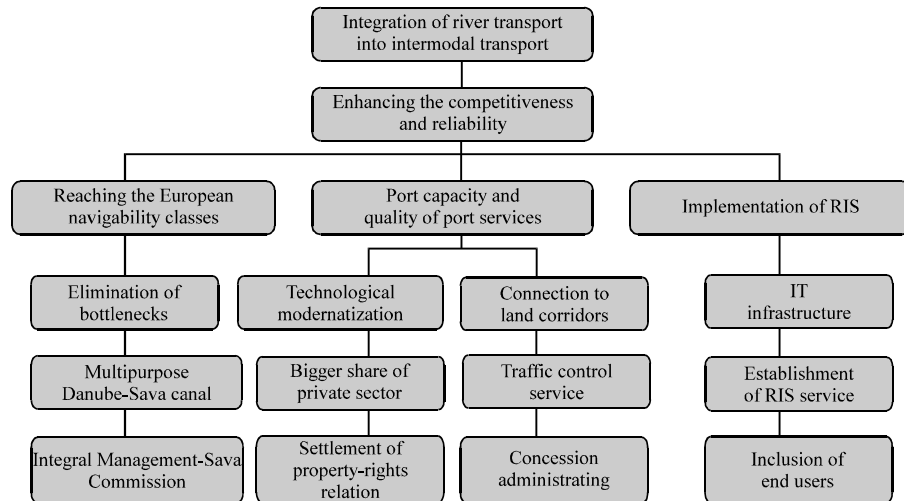 Integration of river transport
into intermodal transport
Enhancing the competitiveness
and reliability
Reaching the European
navigability classes
Port capacity and
quality of port services
Implementation of RIS
Elimination of
bottlenecks
Technological
modernatization
Connection to
land corridors
IT
infrastructure
Multipurpose
Danube-Sava canal
Bigger share of
private sector
Traffic control
service
Establishment
of RIS service
Integral Management-Sava
Commission
Settlement of
property-rights
relation
Concession
administrating
Inclusion of
end users